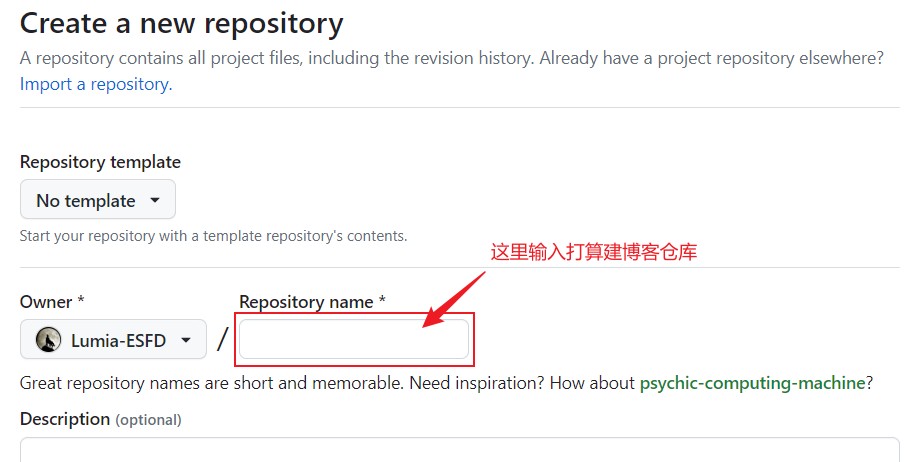 Create a new repository
A repository contains all project files, including the revision history. Already have a project repository elsewhere?
Import a repository.
Repository template
No template
Start your repository with a template repository's contents.
这里输入打算建博客仓库
Owner *
Repository name *
Lumia-ESFD
/
Great repository names are short and memorable. Need inspiration? How about psychic-computing-machine?
Description (optional)